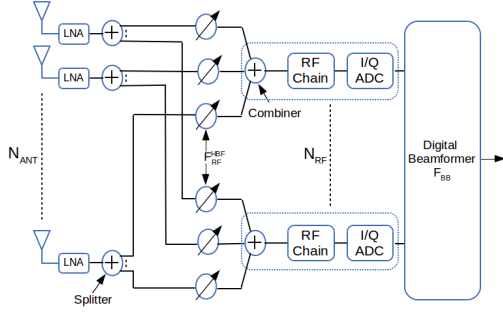 LNA
LNA
RF
Chain
I/Q
ADC
Combiner
N_ANT
F_RF^HBF
N_RF
Digital
Beamformer
F_BB
LNA
Splitter
RF
Chain
I/Q
ADC